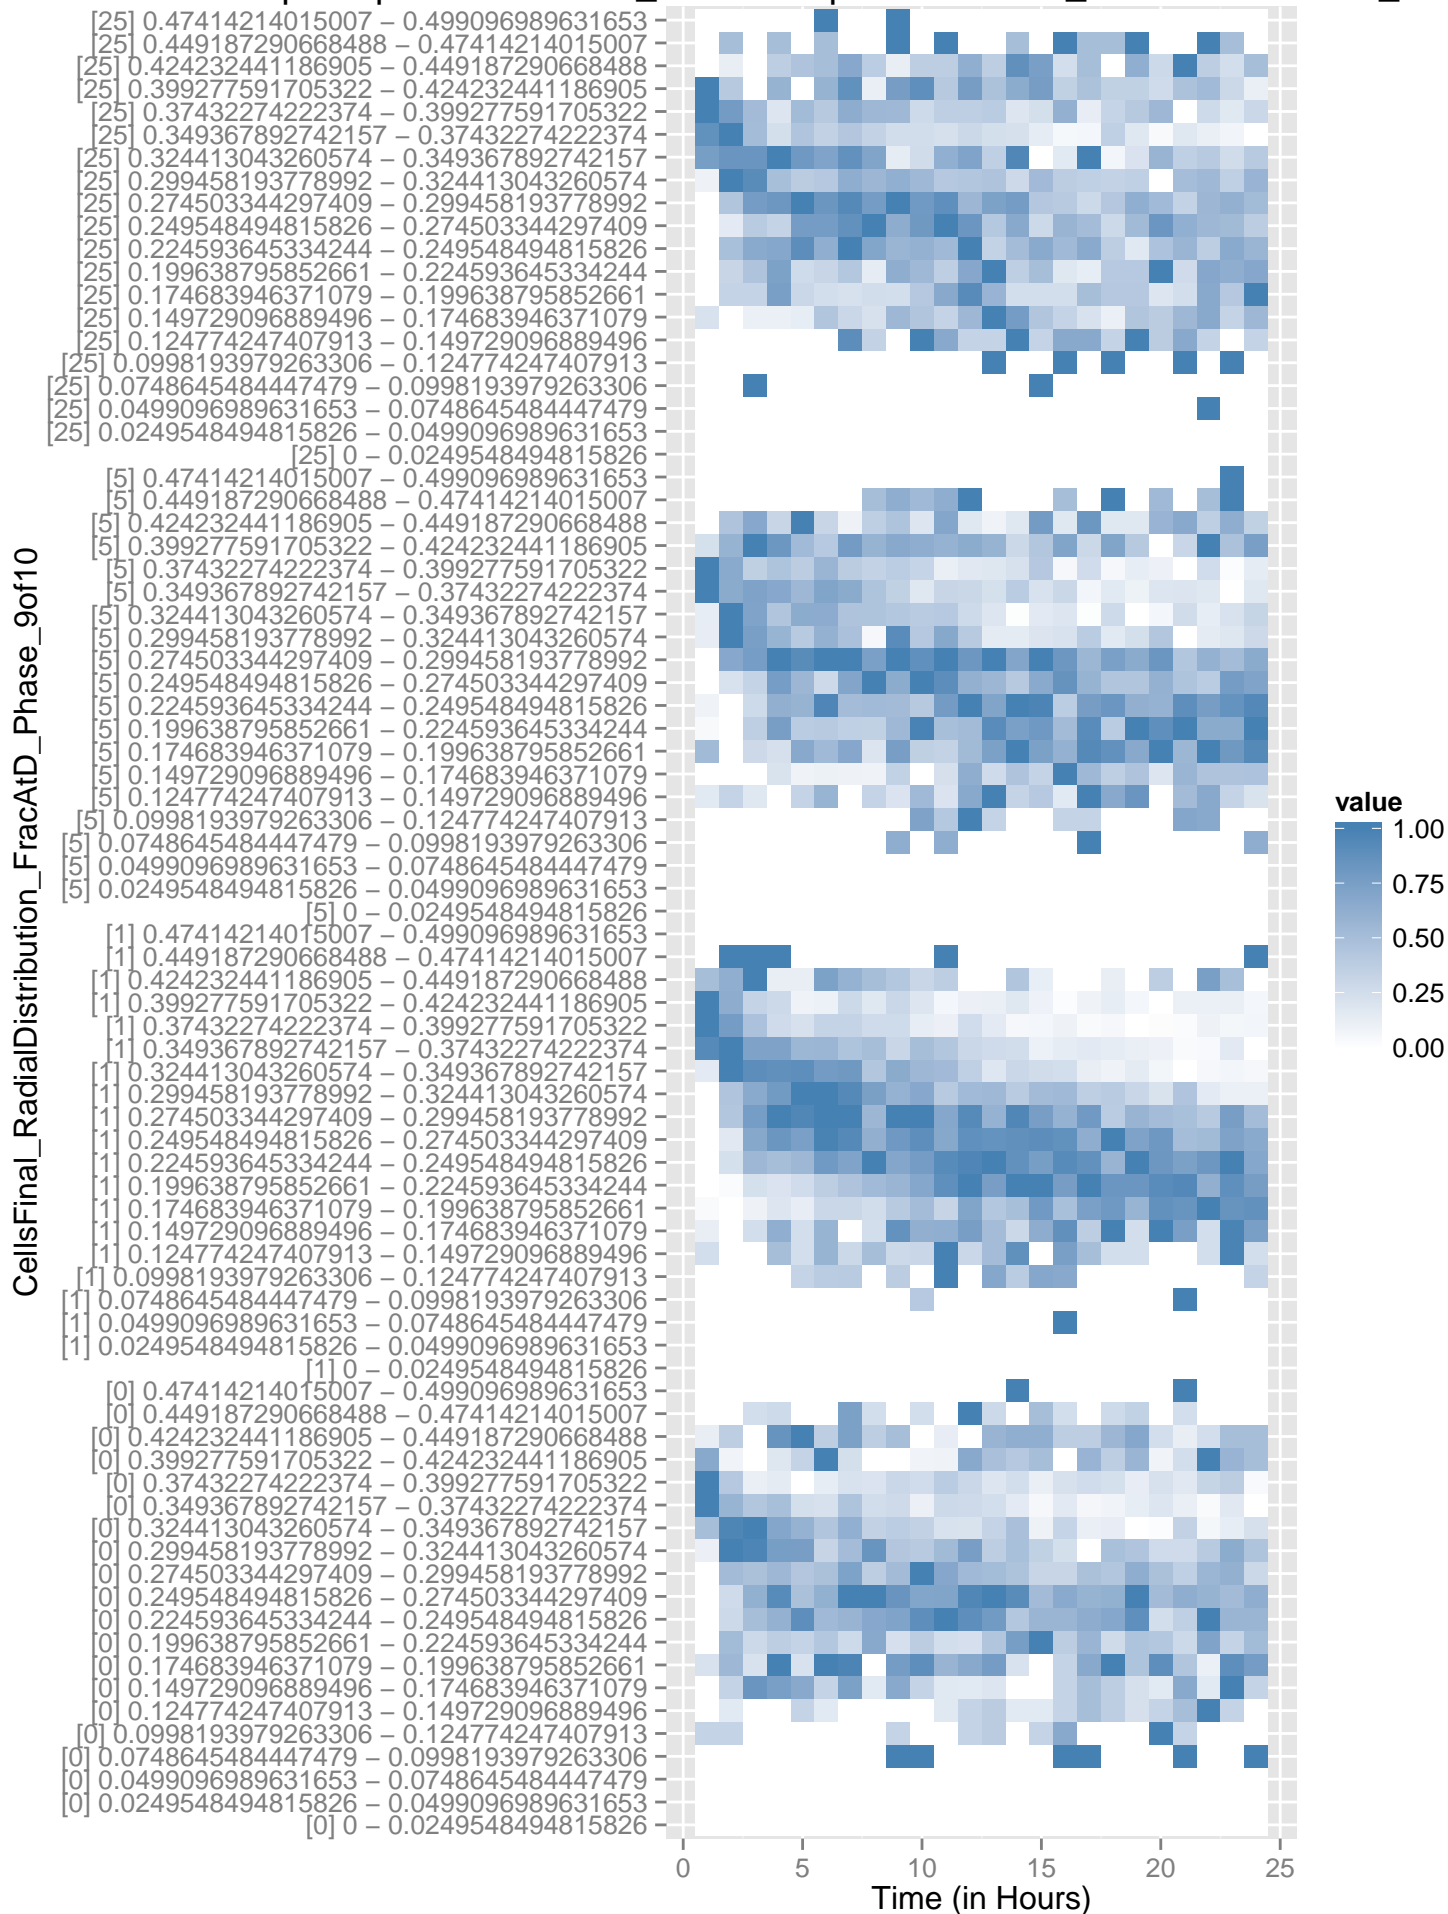 [25] 0.47414214015007 – 0.499096989631653
[25] 0.449187290668488 – 0.47414214015007
[25] 0.424232441186905 – 0.449187290668488
[25] 0.399277591705322 – 0.424232441186905
[25] 0.37432274222374 – 0.399277591705322
[25] 0.349367892742157 – 0.37432274222374
[25] 0.324413043260574 – 0.349367892742157
[25] 0.299458193778992 – 0.324413043260574
[25] 0.274503344297409 – 0.299458193778992
[25] 0.249548494815826 – 0.274503344297409
[25] 0.224593645334244 – 0.249548494815826
[25] 0.199638795852661 – 0.224593645334244
[25] 0.174683946371079 – 0.199638795852661
[25] 0.149729096889496 – 0.174683946371079
[25] 0.124774247407913 – 0.149729096889496
[25] 0.0998193979263306 – 0.124774247407913
[25] 0.0748645484447479 – 0.0998193979263306
[25] 0.0499096989631653 – 0.0748645484447479
[25] 0.0249548494815826 – 0.0499096989631653
[25] 0 – 0.0249548494815826
[5] 0.47414214015007 – 0.499096989631653
[5] 0.449187290668488 – 0.47414214015007
[5] 0.424232441186905 – 0.449187290668488
[5] 0.399277591705322 – 0.424232441186905
[5] 0.37432274222374 – 0.399277591705322
[5] 0.349367892742157 – 0.37432274222374
[5] 0.324413043260574 – 0.349367892742157
[5] 0.299458193778992 – 0.324413043260574
[5] 0.274503344297409 – 0.299458193778992
[5] 0.249548494815826 – 0.274503344297409
[5] 0.224593645334244 – 0.249548494815826
[5] 0.199638795852661 – 0.224593645334244
[5] 0.174683946371079 – 0.199638795852661
[5] 0.149729096889496 – 0.174683946371079
[5] 0.124774247407913 – 0.149729096889496
[5] 0.0998193979263306 – 0.124774247407913
[5] 0.0748645484447479 – 0.0998193979263306
[5] 0.0499096989631653 – 0.0748645484447479
[5] 0.0249548494815826 – 0.0499096989631653
[5] 0 – 0.0249548494815826
[1] 0.47414214015007 – 0.499096989631653
[1] 0.449187290668488 – 0.47414214015007
[1] 0.424232441186905 – 0.449187290668488
[1] 0.399277591705322 – 0.424232441186905
[1] 0.37432274222374 – 0.399277591705322
[1] 0.349367892742157 – 0.37432274222374
[1] 0.324413043260574 – 0.349367892742157
[1] 0.299458193778992 – 0.324413043260574
[1] 0.274503344297409 – 0.299458193778992
[1] 0.249548494815826 – 0.274503344297409
[1] 0.224593645334244 – 0.249548494815826
[1] 0.199638795852661 – 0.224593645334244
[1] 0.174683946371079 – 0.199638795852661
[1] 0.149729096889496 – 0.174683946371079
[1] 0.124774247407913 – 0.149729096889496
[1] 0.0998193979263306 – 0.124774247407913
[1] 0.0748645484447479 – 0.0998193979263306
[1] 0.0499096989631653 – 0.0748645484447479
[1] 0.0249548494815826 – 0.0499096989631653
[1] 0 – 0.0249548494815826
[0] 0.47414214015007 – 0.499096989631653
[0] 0.449187290668488 – 0.47414214015007
[0] 0.424232441186905 – 0.449187290668488
[0] 0.399277591705322 – 0.424232441186905
[0] 0.37432274222374 – 0.399277591705322
[0] 0.349367892742157 – 0.37432274222374
[0] 0.324413043260574 – 0.349367892742157
[0] 0.299458193778992 – 0.324413043260574
[0] 0.274503344297409 – 0.299458193778992
[0] 0.249548494815826 – 0.274503344297409
[0] 0.224593645334244 – 0.249548494815826
[0] 0.199638795852661 – 0.224593645334244
[0] 0.174683946371079 – 0.199638795852661
[0] 0.149729096889496 – 0.174683946371079
[0] 0.124774247407913 – 0.149729096889496
[0] 0.0998193979263306 – 0.124774247407913
[0] 0.0748645484447479 – 0.0998193979263306
[0] 0.0499096989631653 – 0.0748645484447479
[0] 0.0249548494815826 – 0.0499096989631653
[0] 0 – 0.0249548494815826
CellsFinal_RadialDistribution_FracAtD_Phase_9of10
0 5 10 15 20 25
Time (in Hours)
value
1.00
0.75
0.50
0.25
0.00